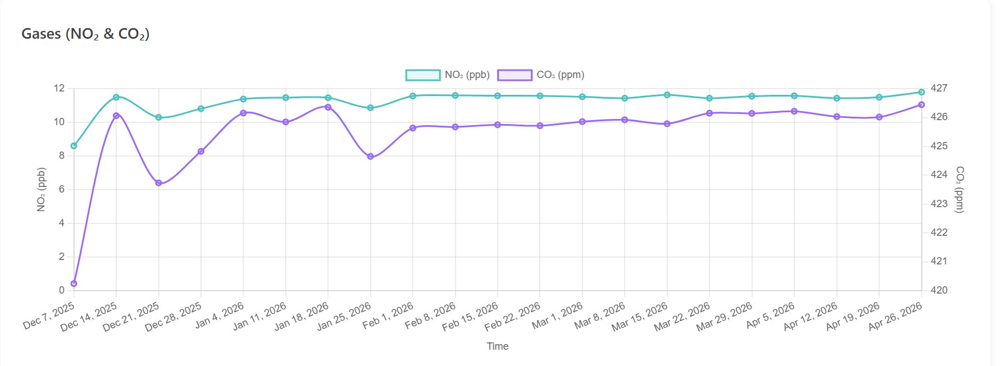 Gases (NO₂ & CO₂)
NO₂ (ppb) CO₂ (ppm)
12
10
8
6
4
2
0
NO₂ (ppb)
427
426
425
424
423
422
421
420
CO₂ (ppm)
Dec 7, 2025
Dec 14, 2025
Dec 21, 2025
Dec 28, 2025
Jan 4, 2026
Jan 11, 2026
Jan 18, 2026
Jan 25, 2026
Feb 1, 2026
Feb 8, 2026
Feb 15, 2026
Feb 22, 2026
Mar 1, 2026
Mar 8, 2026
Mar 15, 2026
Mar 22, 2026
Mar 29, 2026
Apr 5, 2026
Apr 12, 2026
Apr 19, 2026
Apr 26, 2026
Time